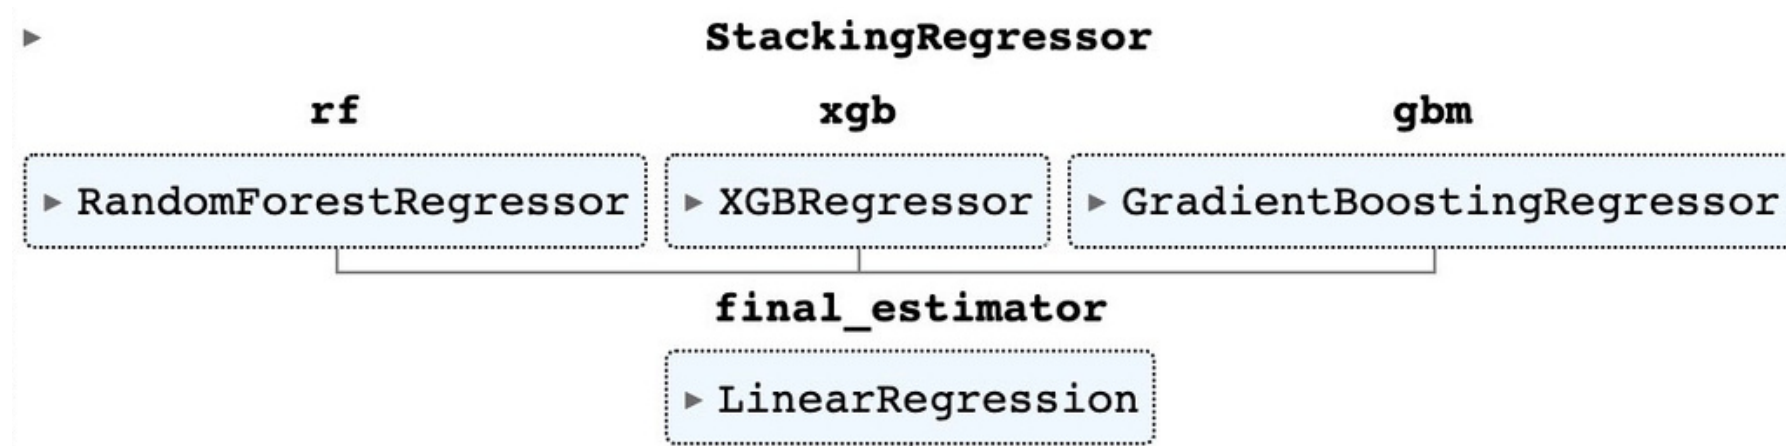 StackingRegressor
rf xgb gbm
RandomForestRegressor XGBRegressor GradientBoostingRegressor
final_estimator
LinearRegression